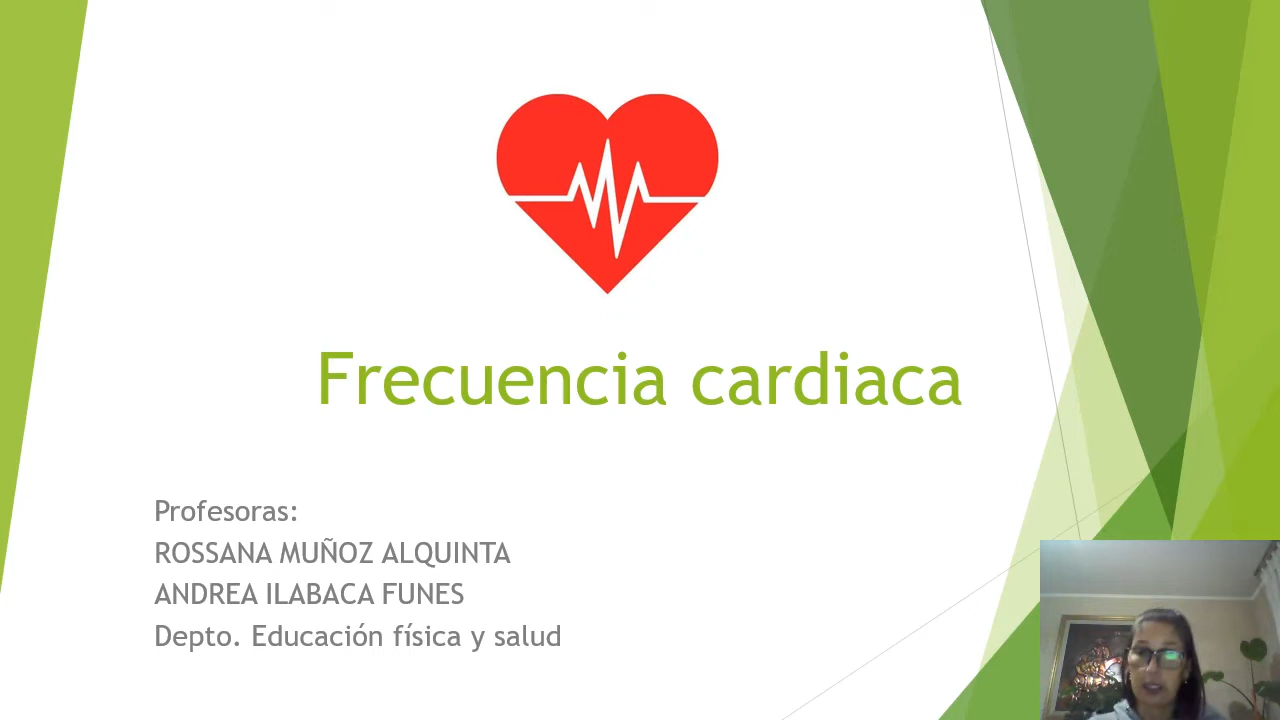 Frecuencia cardiaca
Profesoras:
ROSSANA MUÑOZ ALQUINTA
ANDREA ILABACA FUNES
Depto. Educación física y salud